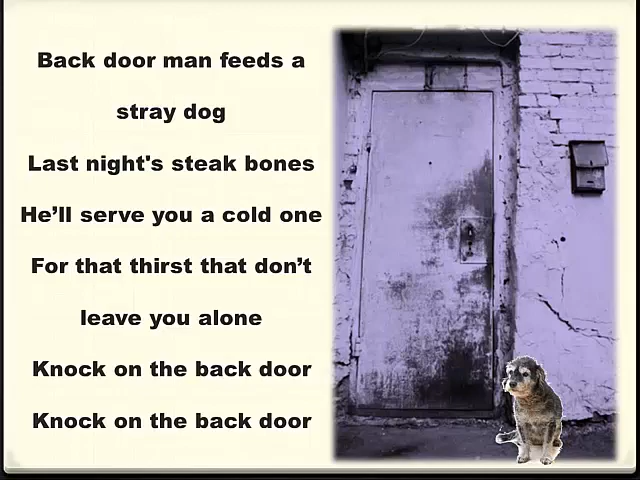 Back door man feeds a
stray dog
Last night's steak bones
He’ll serve you a cold one
For that thirst that don’t
leave you alone
Knock on the back door
Knock on the back door